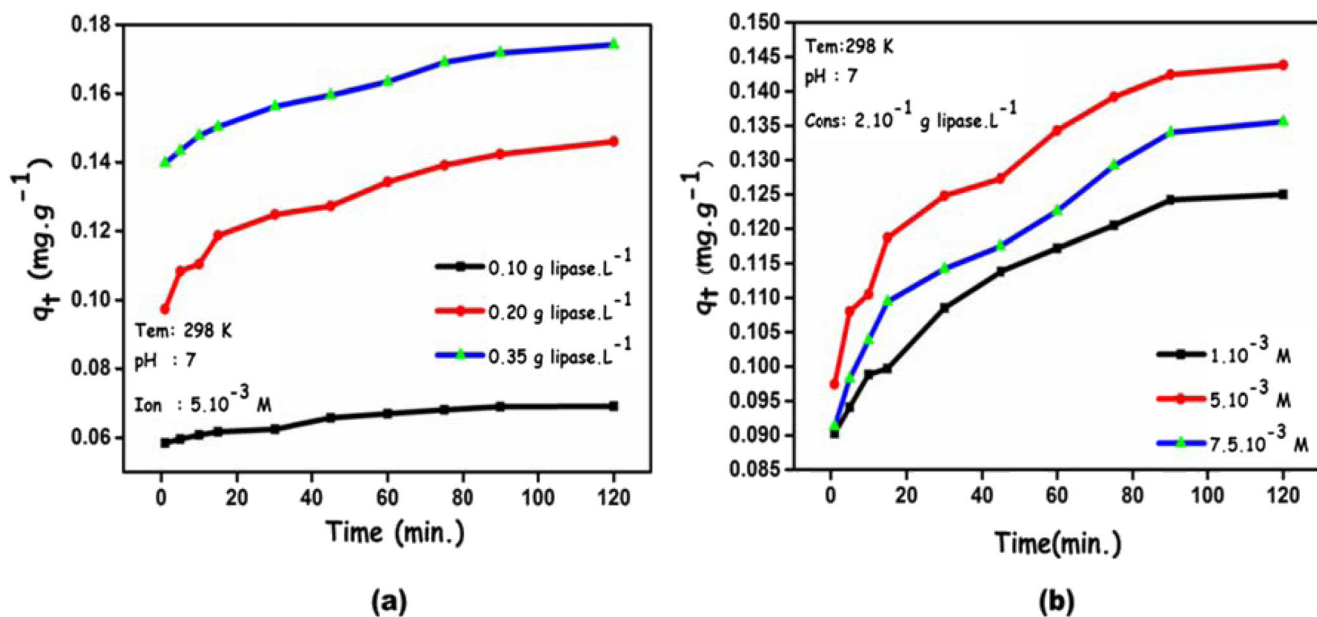 0.18
0.16
0.14
0.12
0.10
0.08
0.06
qt (mg.g⁻¹)
0.10 g lipase.L⁻¹
0.20 g lipase.L⁻¹
0.35 g lipase.L⁻¹
Tem: 298 K
pH : 7
Ion : 5.10⁻³ M
0 20 40 60 80 100 120
Time (min.)
(a)
0.150
0.145
0.140
0.135
0.130
0.125
0.120
0.115
0.110
0.105
0.100
0.095
0.090
0.085
qt (mg.g⁻¹)
Tem:298 K
pH : 7
Cons: 2.10⁻¹ g lipase.L⁻¹
1.10⁻³ M
5.10⁻³ M
7.5.10⁻³ M
0 20 40 60 80 100 120
Time(min.)
(b)